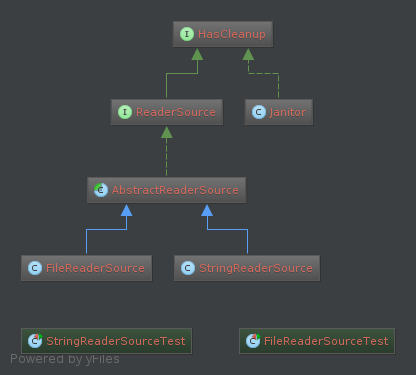 I HasCleanup
I ReaderSource
C Janitor
C AbstractReaderSource
C FileReaderSource
C StringReaderSource
C StringReaderSourceTest
C FileReaderSourceTest
Powered by yFiles